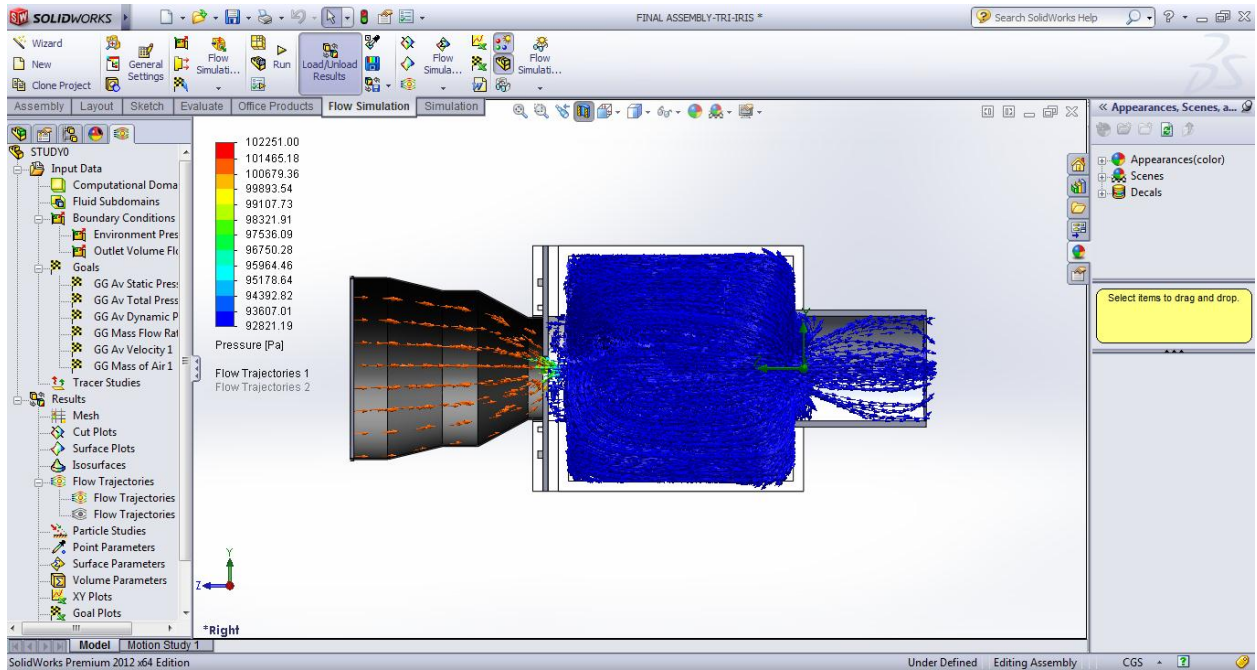 SOLIDWORKS
FINAL ASSEMBLY-TRI-IRIS *
Search SolidWorks Help
Wizard
New
Clone Project
General Settings
Flow Simulati...
Run
Load/Unload Results
Flow Simula...
Flow Simulati...
Assembly Layout Sketch Evaluate Office Products Flow Simulation Simulation
« Appearances, Scenes, a...
STUDY0
Input Data
Computational Doma
Fluid Subdomains
Boundary Conditions
Environment Pres
Outlet Volume Flo
Goals
GG Av Static Press
GG Av Total Press
GG Av Dynamic P
GG Mass Flow Rat
GG Av Velocity 1
GG Mass of Air 1
Tracer Studies
Results
Mesh
Cut Plots
Surface Plots
Isosurfaces
Flow Trajectories
Flow Trajectories
Flow Trajectories
Particle Studies
Point Parameters
Surface Parameters
Volume Parameters
XY Plots
Goal Plots
102251.00
101465.18
100679.36
99893.54
99107.73
98321.91
97536.09
96750.28
95964.46
95178.64
94392.82
93607.01
92821.19
Pressure [Pa]
Flow Trajectories 1
Flow Trajectories 2
Y
Z
*Right
Appearances(color)
Scenes
Decals
Select items to drag and drop.
Model Motion Study 1
SolidWorks Premium 2012 x64 Edition
Under Defined Editing Assembly CGS